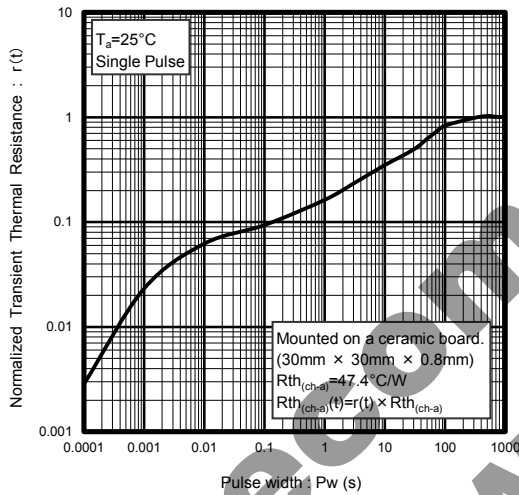 Normalized Transient Thermal Resistance : r(t)
10
1
0.1
0.01
0.001
Ta=25°C
Single Pulse
Mounted on a ceramic board.
(30mm × 30mm × 0.8mm)
Rth(ch-a)=47.4°C/W
Rth(ch-a)(t)=r(t)×Rth(ch-a)
0.0001 0.001 0.01 0.1 1 10 100 1000
Pulse width : Pw (s)